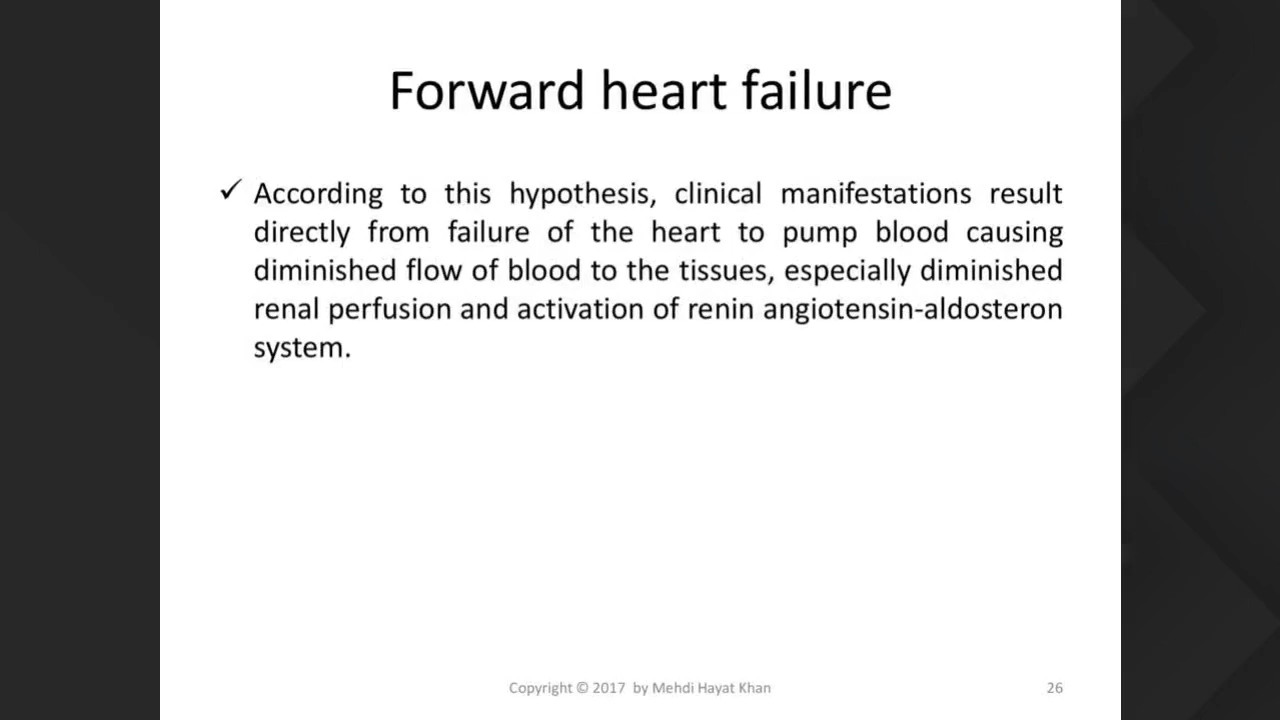 Forward heart failure
✓ According to this hypothesis, clinical manifestations result
directly from failure of the heart to pump blood causing
diminished flow of blood to the tissues, especially diminished
renal perfusion and activation of renin angiotensin-aldosteron
system.
Copyright © 2017 by Mehdi Hayat Khan
26